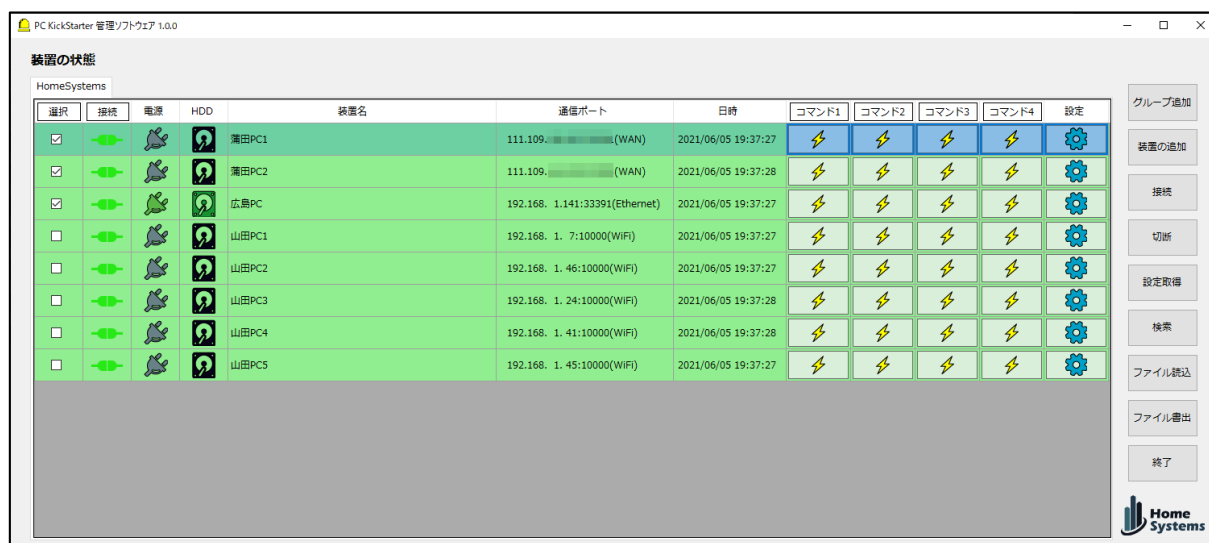 PC KickStarter 管理ソフトウェア 1.0.0
装置の状態
HomeSystems
選択 接続 電源 HDD 装置名 通信ポート 日時 コマンド1 コマンド2 コマンド3 コマンド4 設定
蒲田PC1 111.109. (WAN) 2021/06/05 19:37:27
蒲田PC2 111.109. (WAN) 2021/06/05 19:37:28
広島PC 192.168. 1.141:33391(Ethernet) 2021/06/05 19:37:27
山田PC1 192.168. 1. 7:10000(WiFi) 2021/06/05 19:37:27
山田PC2 192.168. 1. 46:10000(WiFi) 2021/06/05 19:37:27
山田PC3 192.168. 1. 24:10000(WiFi) 2021/06/05 19:37:28
山田PC4 192.168. 1. 41:10000(WiFi) 2021/06/05 19:37:28
山田PC5 192.168. 1. 45:10000(WiFi) 2021/06/05 19:37:27
グループ追加
装置の追加
接続
切断
設定取得
検索
ファイル読込
ファイル書出
終了
Home
Systems